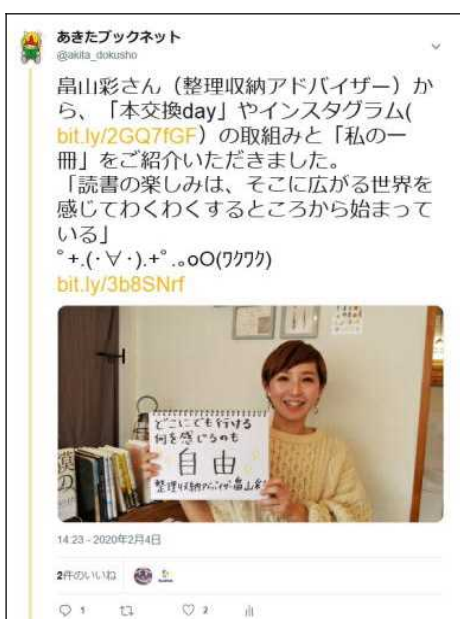 あきたブックネット
@akita_dokusho
畠山彩さん（整理収納アドバイザー）か
ら、「本交換day」やインスタグラム(
bit.ly/2GQ7fGF）の取組みと「私の一
冊」をご紹介いただきました。
「読書の楽しみは、そこに広がる世界を
感じてわくわくするところから始まって
いる」
ﾟ+.(･∀･).+ﾟ.｡oO(ﾜｸﾜｸ)
bit.ly/3b8SNrf
どこにでも行ける
何を感じるのも
自由
整理収納アドバイザー畠山彩
14:23 - 2020年2月4日
2件のいいね
1
2